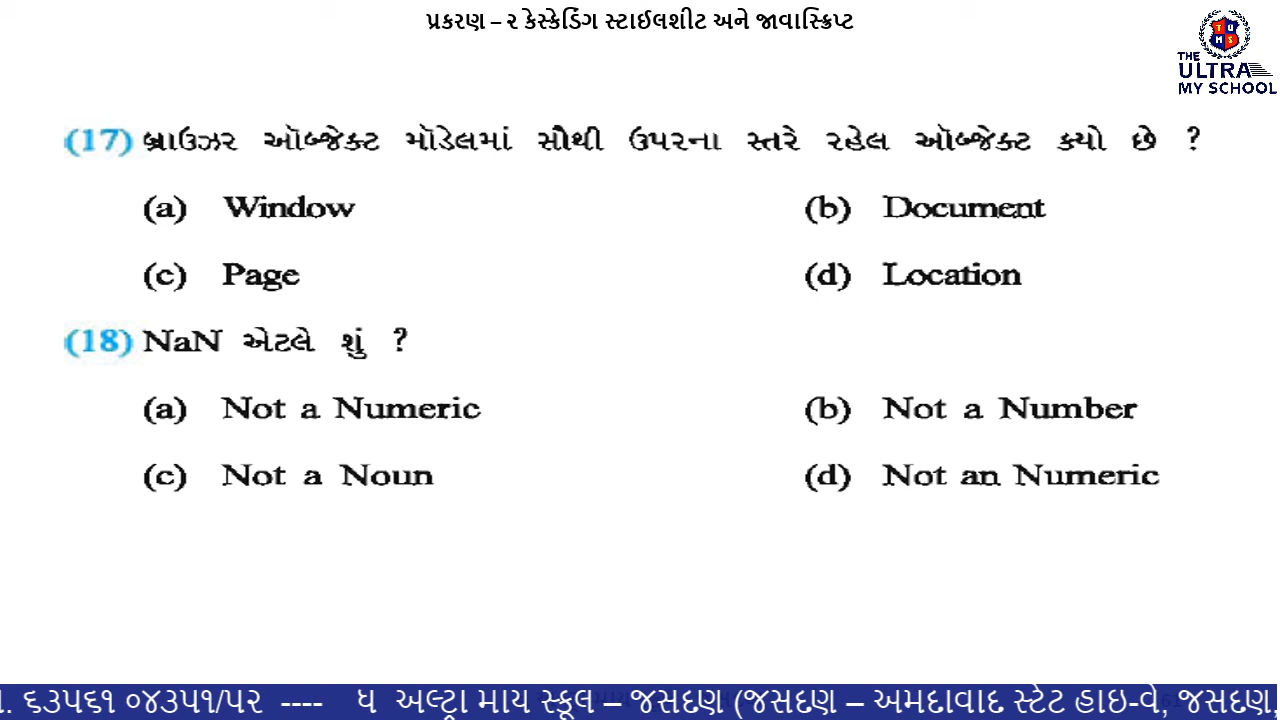 પ્રકરણ – ૨ કેસ્કેડિંગ સ્ટાઈલશીટ અને જાવાસ્ક્રિપ્ટ
TUMS
THE
ULTRA
MY SCHOOL
(17) બ્રાઉઝર ઑબ્જેક્ટ મૉડેલમાં સૌથી ઉપરના સ્તરે રહેલ ઑબ્જેક્ટ ક્યો છે ?
(a) Window (b) Document
(c) Page (d) Location
(18) NaN એટલે શું ?
(a) Not a Numeric (b) Not a Number
(c) Not a Noun (d) Not an Numeric
. ૬૩૫૬૧ ૦૪૩૫૧/૫૨ ---- ધ અલ્ટ્રા માય સ્કૂલ – જસદણ (જસદણ – અમદાવાદ સ્ટેટ હાઇ-વે, જસદણ,